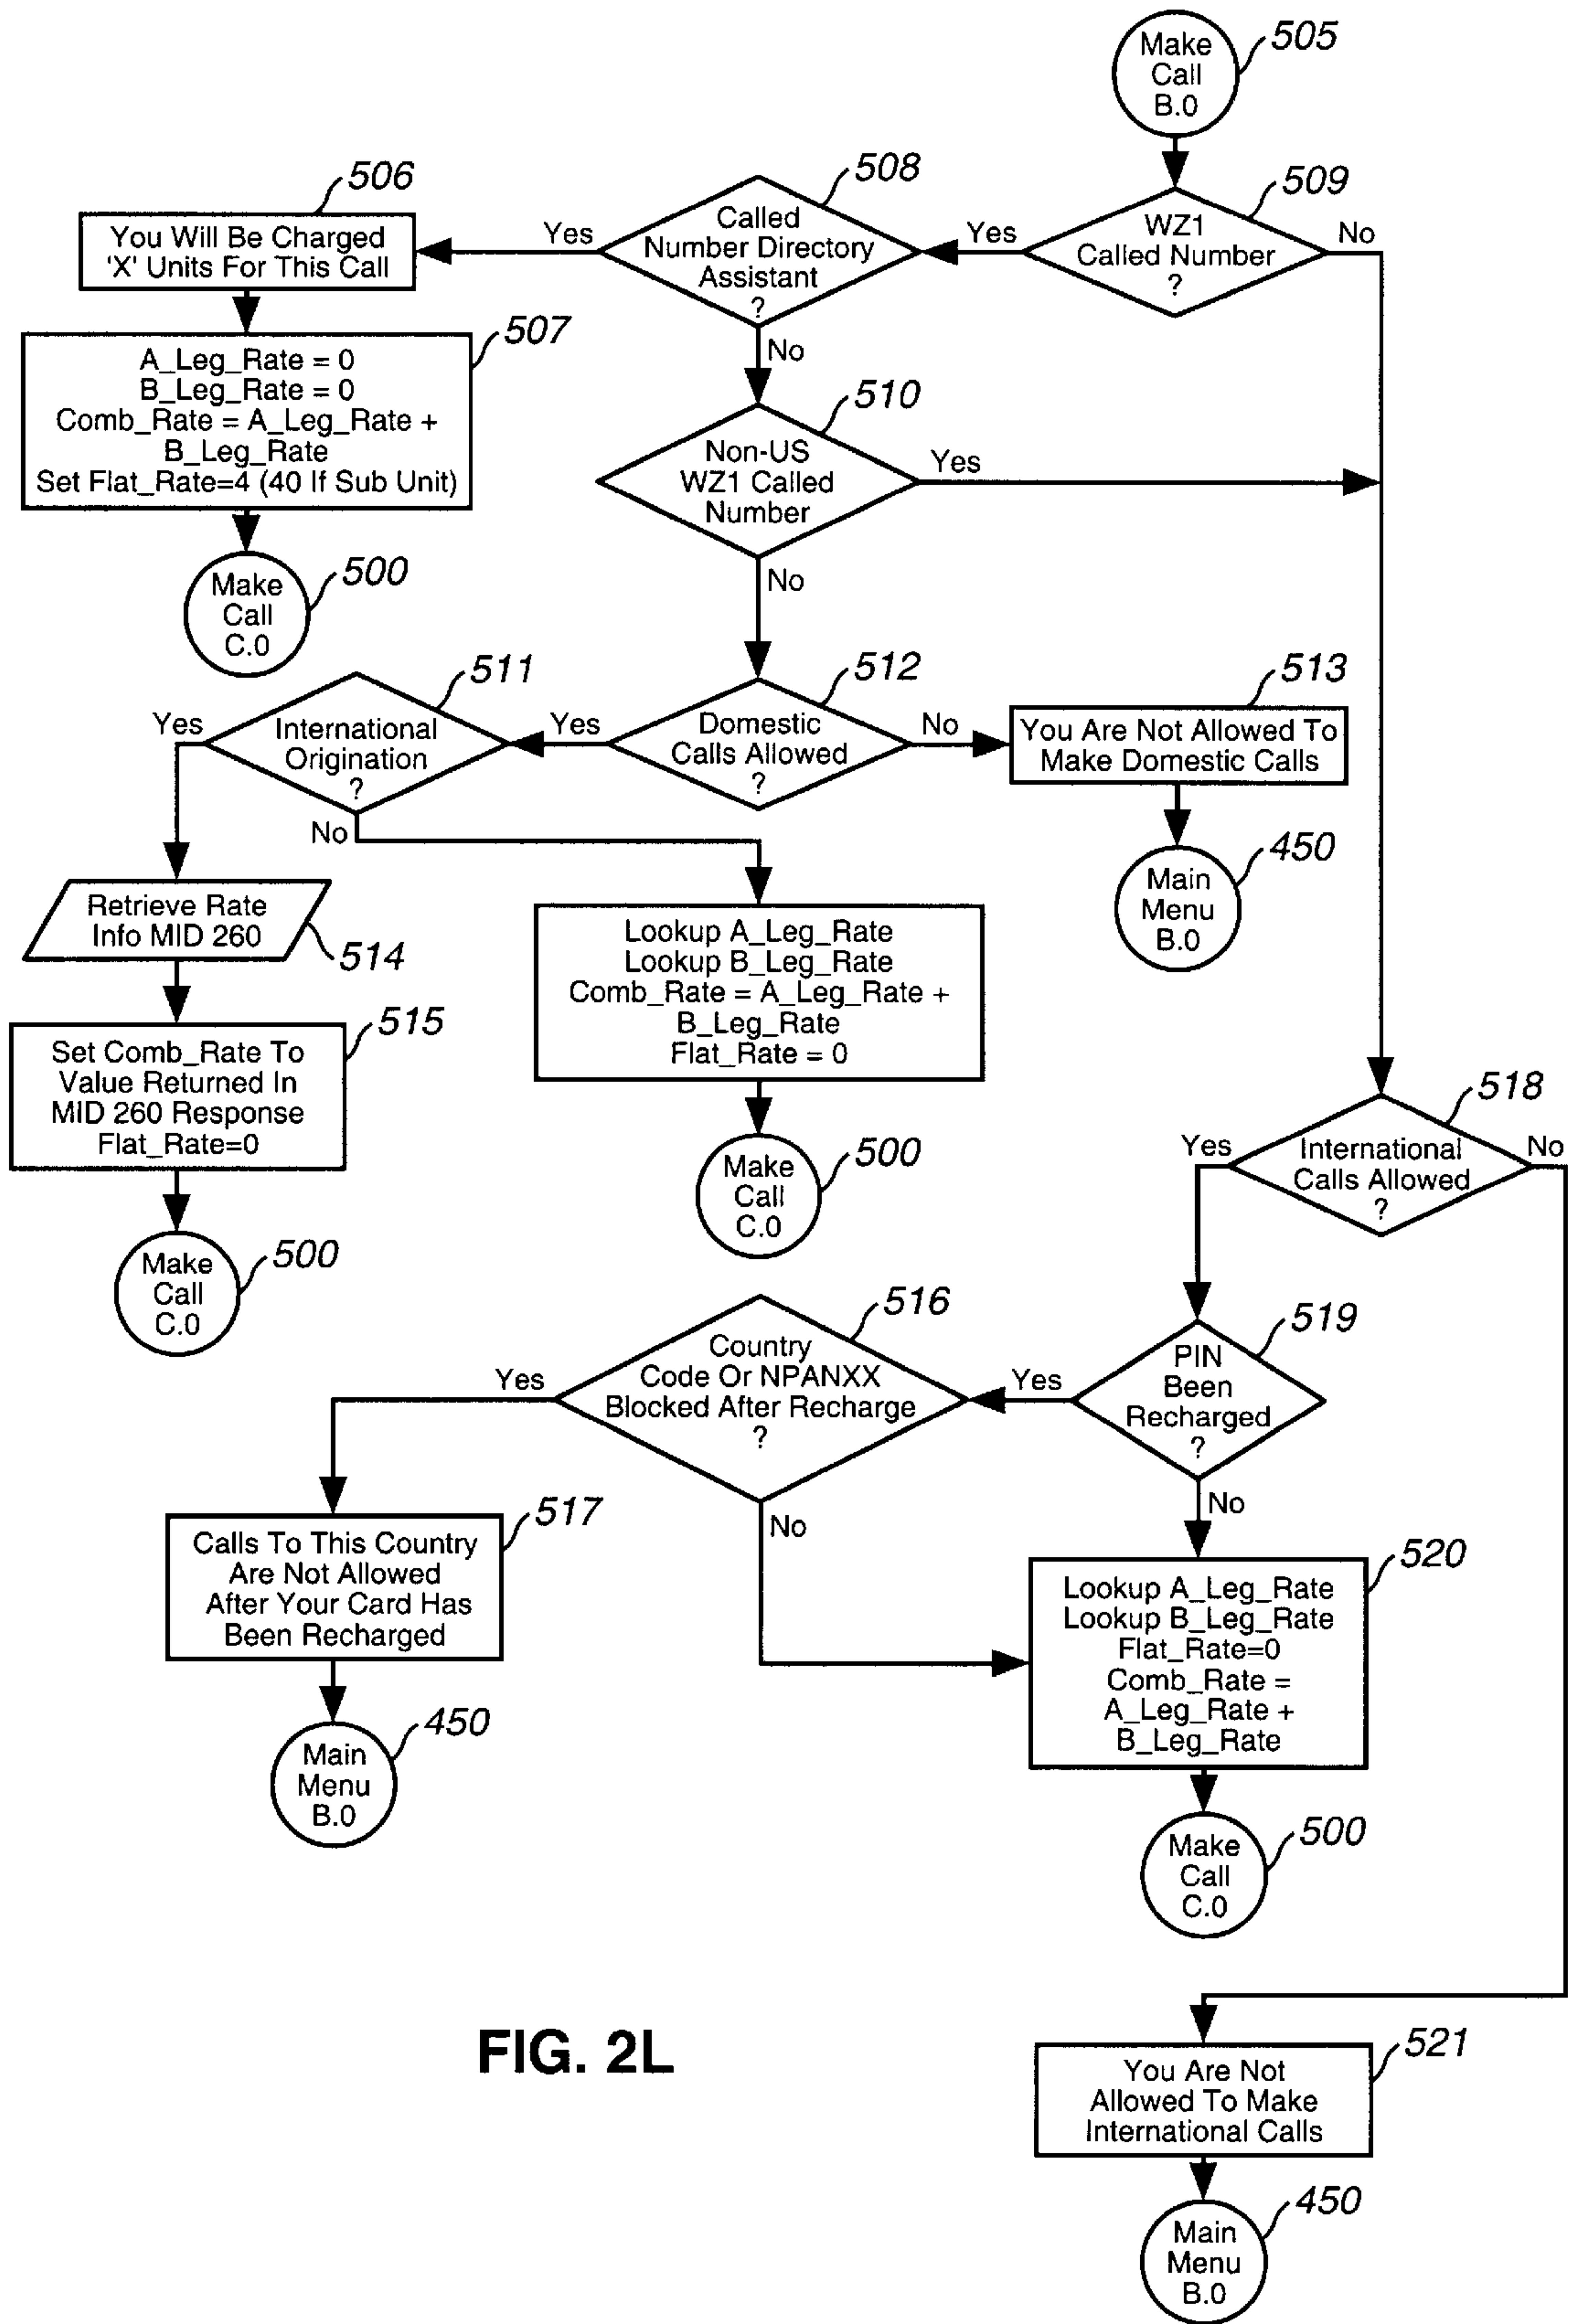 Make
Call
B.0
505
506
508
509
You Will Be Charged
'X' Units For This Call
Yes
Called
Number Directory
Assistant
?
Yes
WZ1
Called Number
?
No
507
A_Leg_Rate = 0
B_Leg_Rate = 0
Comb_Rate = A_Leg_Rate +
B_Leg_Rate
Set Flat_Rate=4 (40 If Sub Unit)
No
510
Non-US
WZ1 Called
Number
Yes
Make
Call
C.0
500
No
511
512
513
Yes
International
Origination
?
Yes
Domestic
Calls Allowed
?
No
You Are Not Allowed To
Make Domestic Calls
No
450
Main
Menu
B.0
Retrieve Rate
Info MID 260
514
Lookup A_Leg_Rate
Lookup B_Leg_Rate
Comb_Rate = A_Leg_Rate +
B_Leg_Rate
Flat_Rate = 0
515
Set Comb_Rate To
Value Returned In
MID 260 Response
Flat_Rate=0
518
Yes
International
Calls Allowed
?
No
Make
Call
C.0
500
Make
Call
C.0
500
516
519
Yes
Country
Code Or NPANXX
Blocked After Recharge
?
Yes
PIN
Been
Recharged
?
No
No
517
Calls To This Country
Are Not Allowed
After Your Card Has
Been Recharged
520
Lookup A_Leg_Rate
Lookup B_Leg_Rate
Flat_Rate=0
Comb_Rate =
A_Leg_Rate +
B_Leg_Rate
450
Main
Menu
B.0
500
Make
Call
C.0
FIG. 2L
521
You Are Not
Allowed To Make
International Calls
450
Main
Menu
B.0